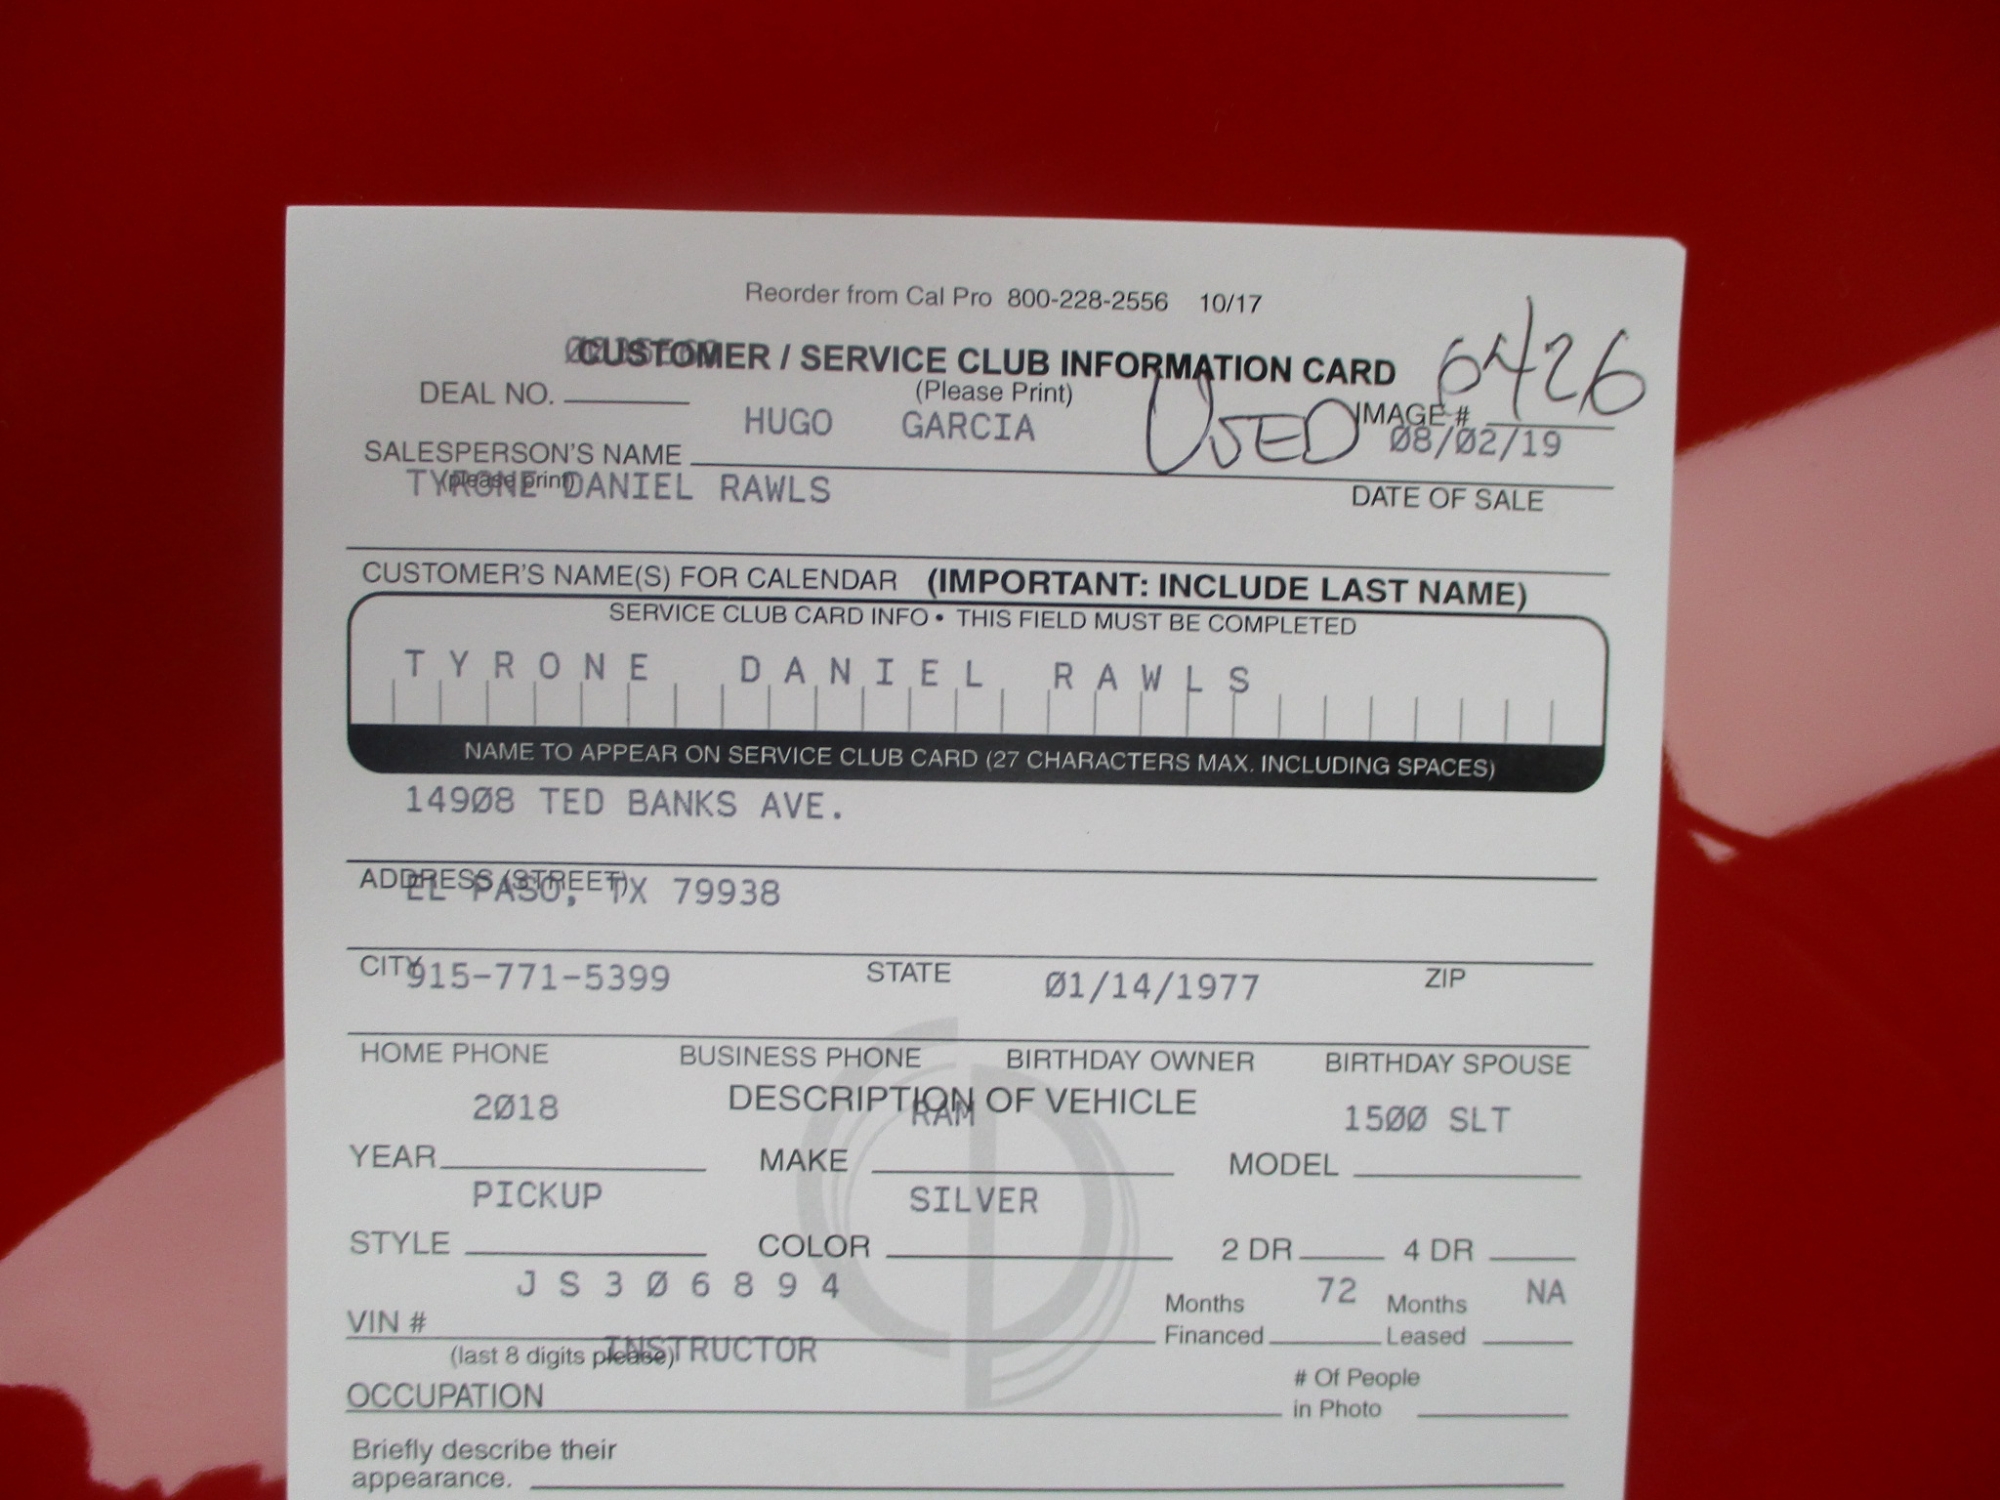 Reorder from Cal Pro 800-228-2556 10/17
CUSTOMER / SERVICE CLUB INFORMATION CARD 6426
DEAL NO. (Please Print) USED IMAGE #
HUGO GARCIA 08/02/19
SALESPERSON'S NAME
(please print) DATE OF SALE
TYRONE DANIEL RAWLS
CUSTOMER'S NAME(S) FOR CALENDAR (IMPORTANT: INCLUDE LAST NAME)
SERVICE CLUB CARD INFO • THIS FIELD MUST BE COMPLETED
TYRONE DANIEL RAWLS
NAME TO APPEAR ON SERVICE CLUB CARD (27 CHARACTERS MAX. INCLUDING SPACES)
14908 TED BANKS AVE.
ADDRESS (STREET)
EL PASO, TX 79938
CITY STATE ZIP
915-771-5399 01/14/1977
HOME PHONE BUSINESS PHONE BIRTHDAY OWNER BIRTHDAY SPOUSE
DESCRIPTION OF VEHICLE
2018 RAM 1500 SLT
YEAR MAKE MODEL
PICKUP SILVER
STYLE COLOR 2 DR 4 DR
JS306894 72 NA
VIN # Months Financed Months Leased
(last 8 digits please)
INSTRUCTOR
OCCUPATION # Of People in Photo
Briefly describe their
appearance.